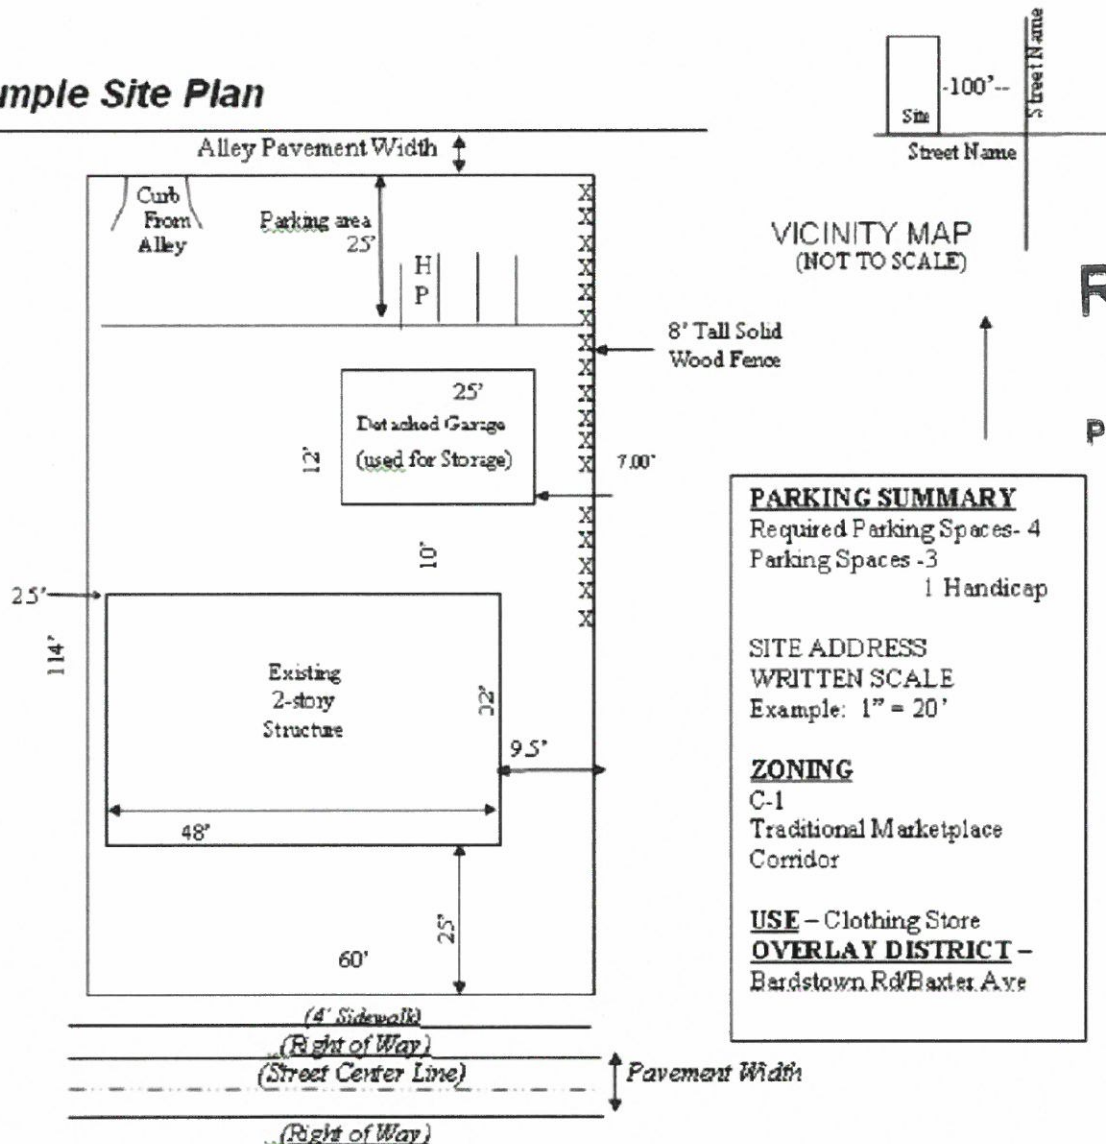 mple Site Plan
Alley Pavement Width
Curb
From
Alley
Parking area
25'
H
P
X
X
X
X
X
X
X
X
X
X
X
X
8' Tall Solid
Wood Fence
25'
Detached Garage
(used for Storage)
12'
7.00'
10'
X
X
X
X
X
2.5'
114'
Existing
2-story
Structure
32'
9.5'
48'
25'
60'
(4' Sidewalk)
(Right of Way)
(Street Center Line)
Pavement Width
(Right of Way)
Site
-100'--
Street Name
Street Name
VICINITY MAP
(NOT TO SCALE)
R
P
PARKING SUMMARY
Required Parking Spaces- 4
Parking Spaces -3
1 Handicap
SITE ADDRESS
WRITTEN SCALE
Example: 1" = 20'
ZONING
C-1
Traditional Marketplace
Corridor
USE – Clothing Store
OVERLAY DISTRICT –
Bardstown Rd/Baxter Ave